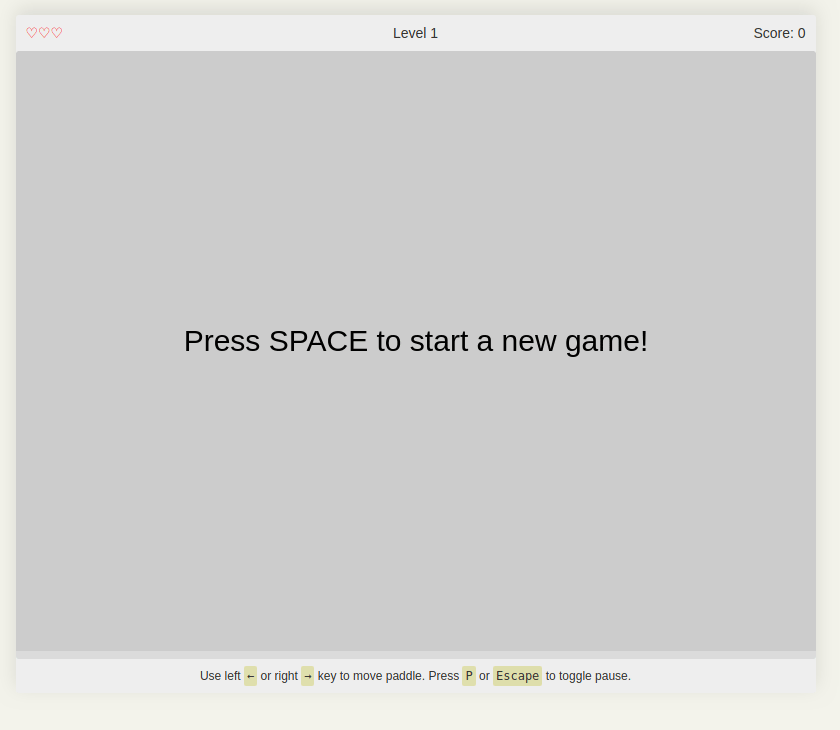 ♡♡♡ Level 1 Score: 0
Press SPACE to start a new game!
Use left ← or right → key to move paddle. Press P or Escape to toggle pause.